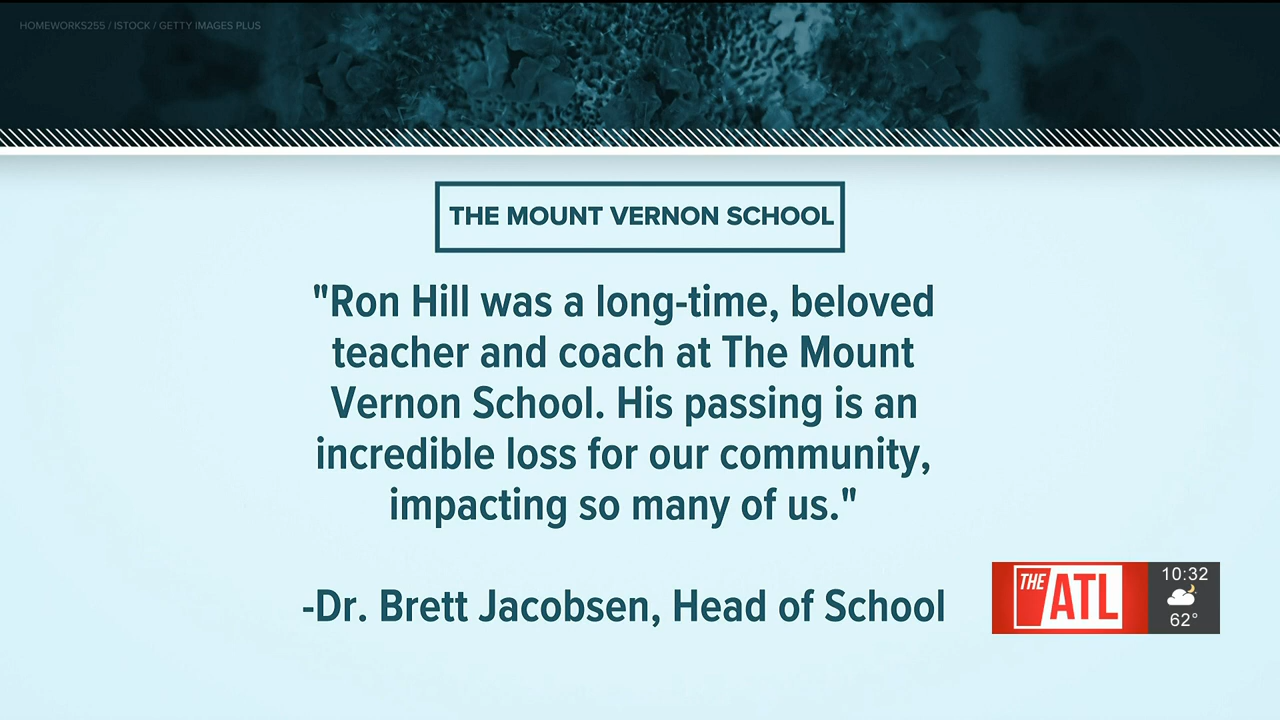 HOMEWORKS255 / ISTOCK / GETTY IMAGES PLUS
THE MOUNT VERNON SCHOOL
"Ron Hill was a long-time, beloved
teacher and coach at The Mount
Vernon School. His passing is an
incredible loss for our community,
impacting so many of us."
-Dr. Brett Jacobsen, Head of School
THE ATL
10:32
62°